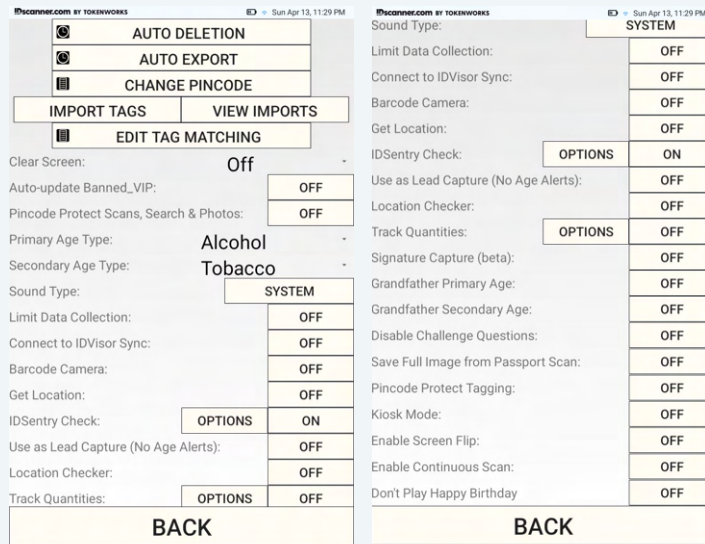 IDscanner.com BY TOKENWORKS Sun Apr 13, 11:29 PM
AUTO DELETION
AUTO EXPORT
CHANGE PINCODE
IMPORT TAGS VIEW IMPORTS
EDIT TAG MATCHING
Clear Screen: Off
Auto-update Banned_VIP: OFF
Pincode Protect Scans, Search & Photos: OFF
Primary Age Type: Alcohol
Secondary Age Type: Tobacco
Sound Type: SYSTEM
Limit Data Collection: OFF
Connect to IDVisor Sync: OFF
Barcode Camera: OFF
Get Location: OFF
IDSentry Check: OPTIONS ON
Use as Lead Capture (No Age Alerts): OFF
Location Checker: OFF
Track Quantities: OPTIONS OFF
BACK
IDscanner.com BY TOKENWORKS Sun Apr 13, 11:29 PM
Sound Type: SYSTEM
Limit Data Collection: OFF
Connect to IDVisor Sync: OFF
Barcode Camera: OFF
Get Location: OFF
IDSentry Check: OPTIONS ON
Use as Lead Capture (No Age Alerts): OFF
Location Checker: OFF
Track Quantities: OPTIONS OFF
Signature Capture (beta): OFF
Grandfather Primary Age: OFF
Grandfather Secondary Age: OFF
Disable Challenge Questions: OFF
Save Full Image from Passport Scan: OFF
Pincode Protect Tagging: OFF
Kiosk Mode: OFF
Enable Screen Flip: OFF
Enable Continuous Scan: OFF
Don't Play Happy Birthday OFF
BACK